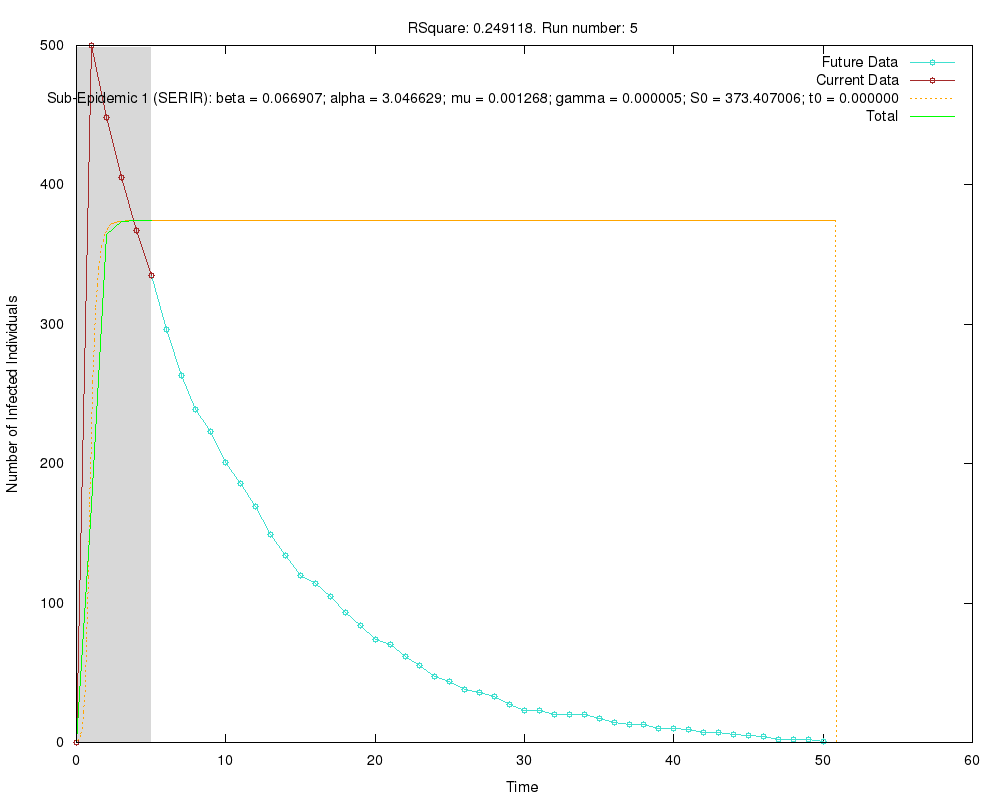 RSquare: 0.249118. Run number: 5
Future Data
Current Data
Sub-Epidemic 1 (SERIR): beta = 0.066907; alpha = 3.046629; mu = 0.001268; gamma = 0.000005; S0 = 373.407006; t0 = 0.000000
Total
500
400
300
200
100
0
Number of Infected Individuals
0 10 20 30 40 50 60
Time